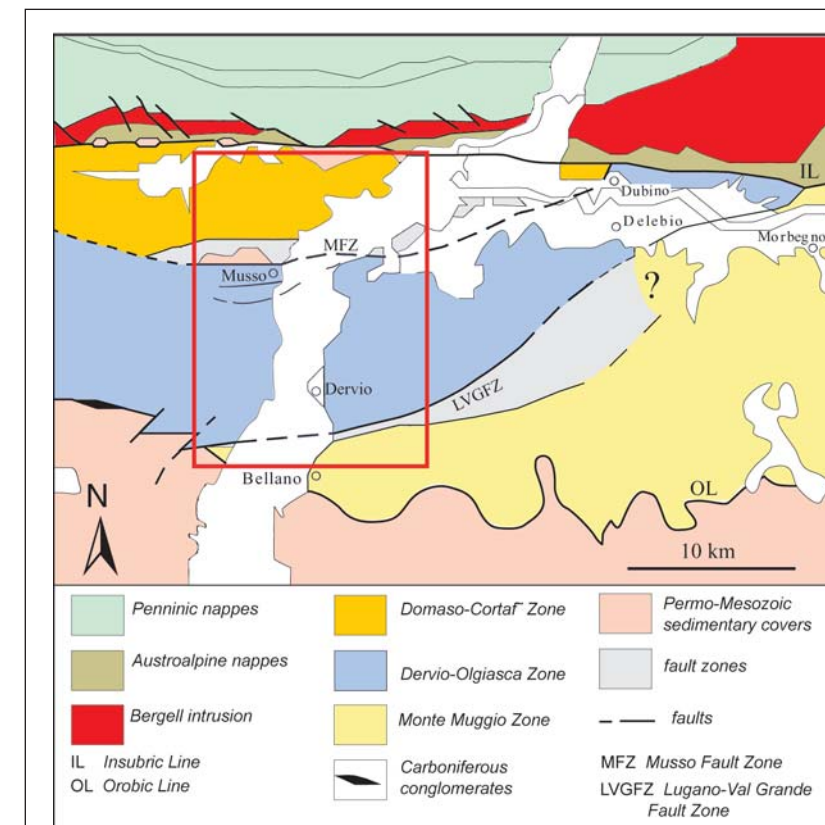 IL
Dubino
Delebio
Morbegno
MFZ
Musso
?
Dervio
LVGFZ
Bellano
OL
N
10 km
Penninic nappes
Austroalpine nappes
Bergell intrusion
IL Insubric Line
OL Orobic Line
Domaso-Cortaf¨ Zone
Dervio-Olgiasca Zone
Monte Muggio Zone
Carboniferous
conglomerates
Permo-Mesozoic
sedimentary covers
fault zones
faults
MFZ Musso Fault Zone
LVGFZ Lugano-Val Grande
Fault Zone